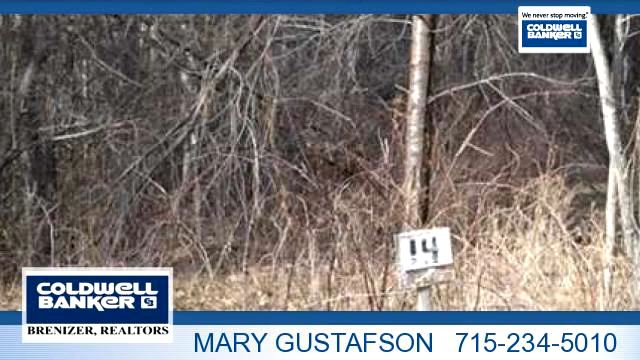 We never stop moving.®
COLDWELL
BANKER
14
COLDWELL
BANKER
BRENIZER, REALTORS
MARY GUSTAFSON 715-234-5010